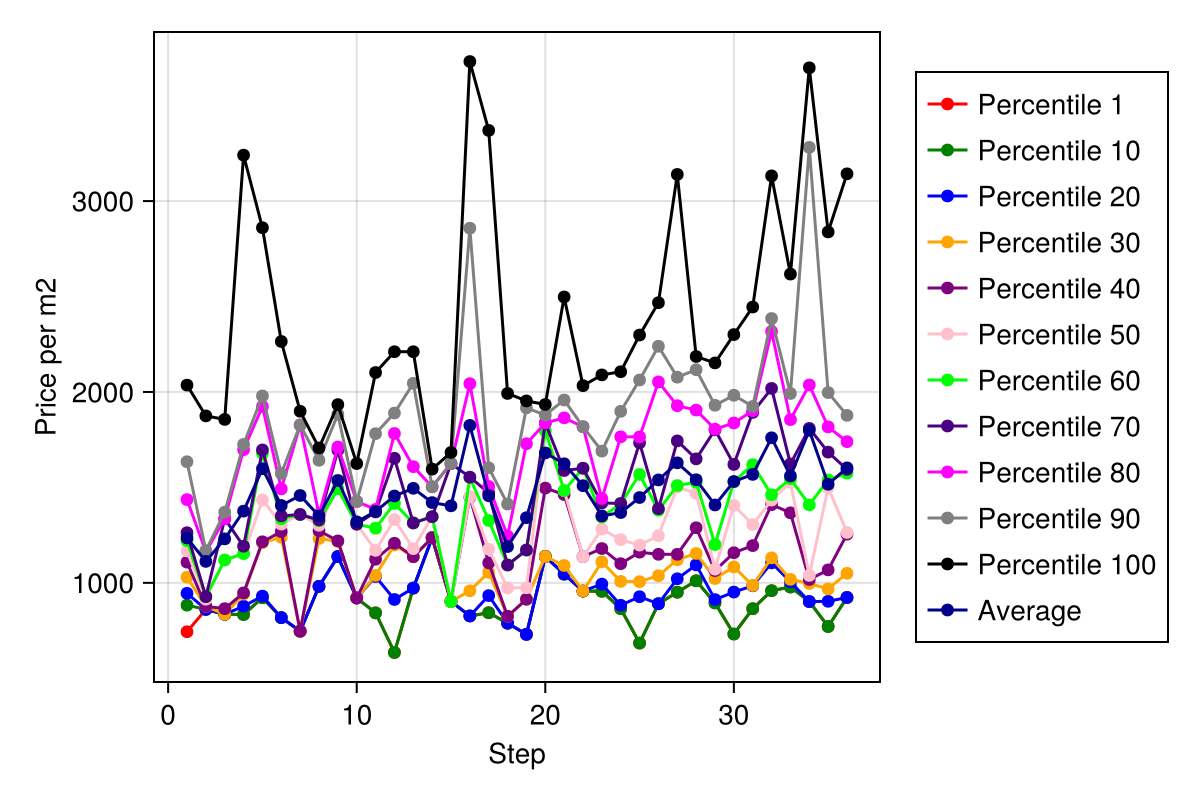 Price per m2
3000
2000
1000
0
10
20
30
Step
Percentile 1
Percentile 10
Percentile 20
Percentile 30
Percentile 40
Percentile 50
Percentile 60
Percentile 70
Percentile 80
Percentile 90
Percentile 100
Average